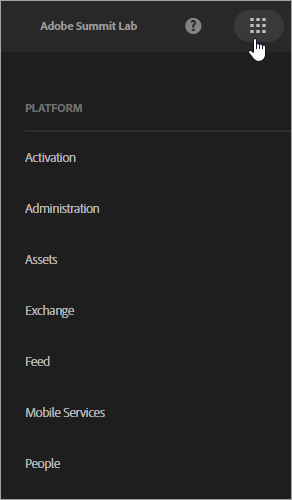 Adobe Summit Lab
?
PLATFORM
Activation
Administration
Assets
Exchange
Feed
Mobile Services
People